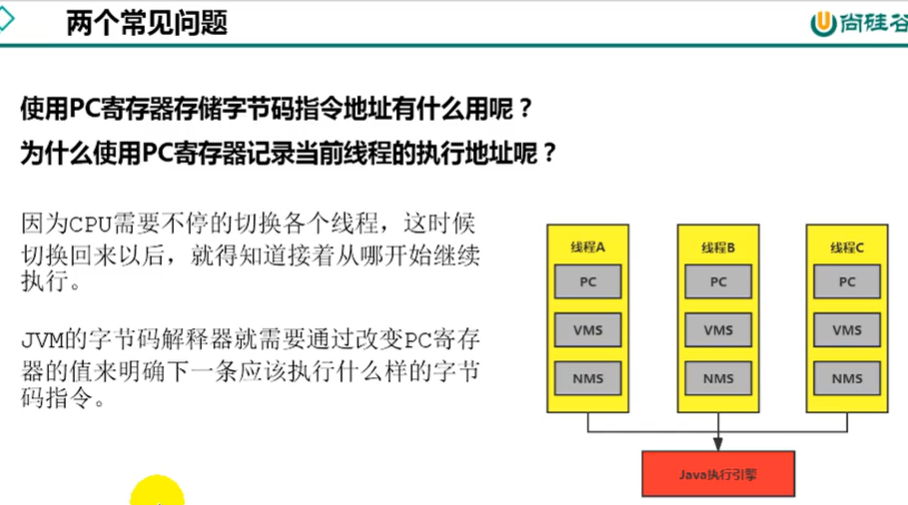 两个常见问题
尚硅谷
使用PC寄存器存储字节码指令地址有什么用呢？
为什么使用PC寄存器记录当前线程的执行地址呢？
因为CPU需要不停的切换各个线程，这时候
切换回来以后，就得知道接着从哪开始继续
执行。
JVM的字节码解释器就需要通过改变PC寄存
器的值来明确下一条应该执行什么样的字节
码指令。
线程A
PC
VMS
NMS
线程B
PC
VMS
NMS
线程C
PC
VMS
NMS
Java执行引擎